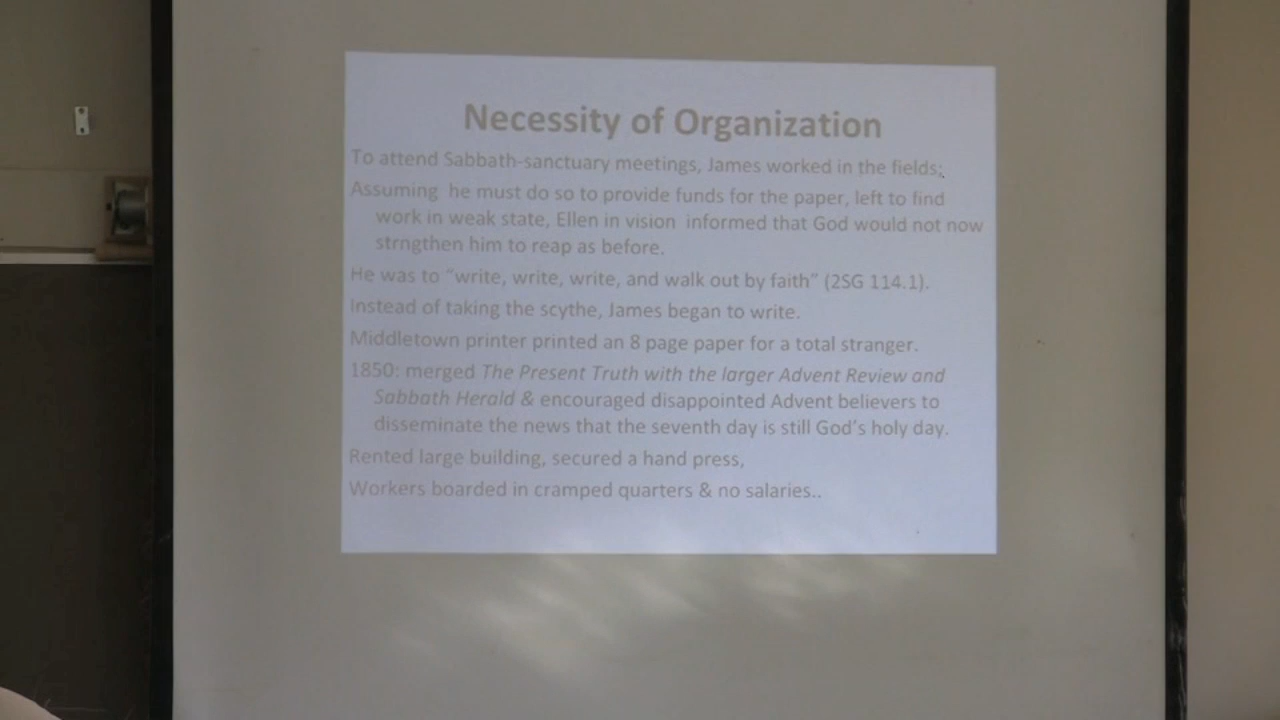 Necessity of Organization
To attend Sabbath-sanctuary meetings, James worked in the fields;
Assuming he must do so to provide funds for the paper, left to find
work in weak state, Ellen in vision informed that God would not now
strngthen him to reap as before.
He was to “write, write, write, and walk out by faith” (2SG 114.1).
Instead of taking the scythe, James began to write.
Middletown printer printed an 8 page paper for a total stranger.
1850: merged The Present Truth with the larger Advent Review and
Sabbath Herald & encouraged disappointed Advent believers to
disseminate the news that the seventh day is still God’s holy day.
Rented large building, secured a hand press,
Workers boarded in cramped quarters & no salaries..